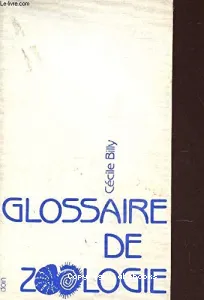 Le-livre.com
Cécile Billy
GLOSSAIRE
DE
ZOOLOGIE
doin